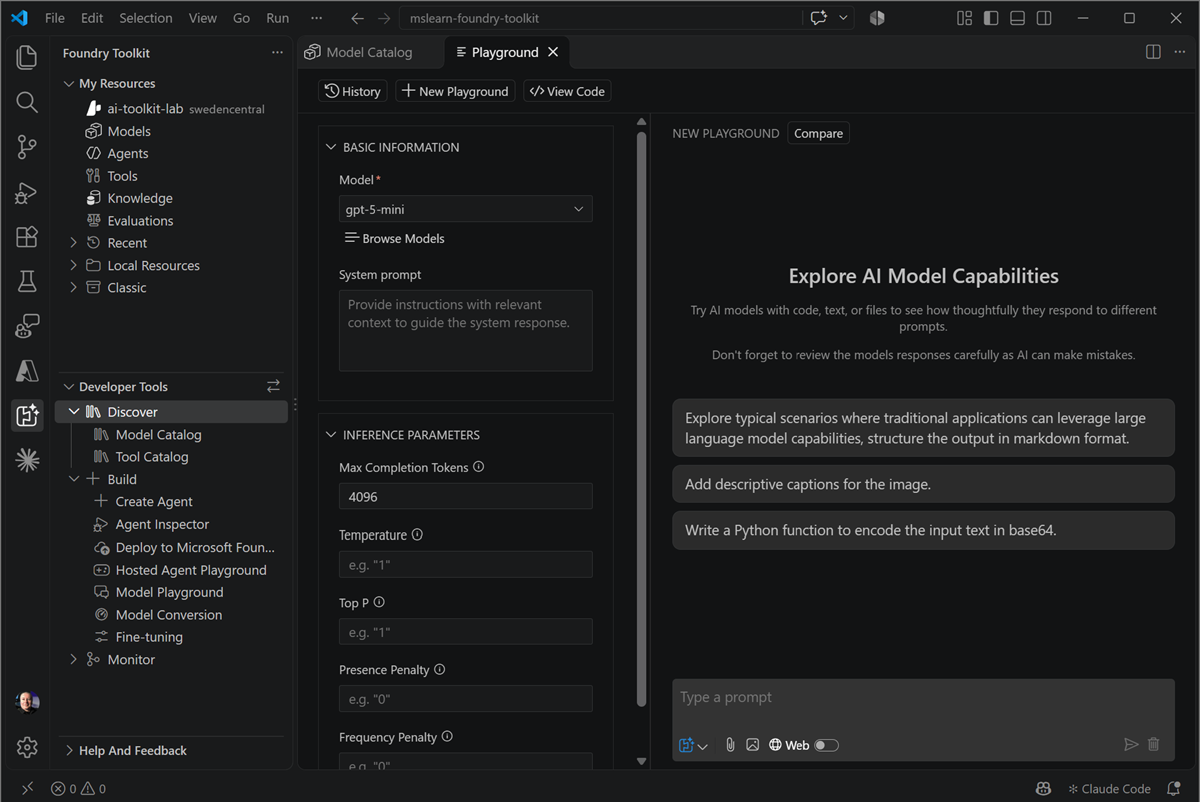 File Edit Selection View Go Run ··· mslearn-foundry-toolkit
Foundry Toolkit
My Resources
ai-toolkit-lab swedencentral
Models
Agents
Tools
Knowledge
Evaluations
Recent
Local Resources
Classic
Developer Tools
Discover
Model Catalog
Tool Catalog
Build
Create Agent
Agent Inspector
Deploy to Microsoft Foun...
Hosted Agent Playground
Model Playground
Model Conversion
Fine-tuning
Monitor
Help And Feedback
Model Catalog
Playground
History
New Playground
View Code
BASIC INFORMATION
Model*
gpt-5-mini
Browse Models
System prompt
Provide instructions with relevant
context to guide the system response.
INFERENCE PARAMETERS
Max Completion Tokens
4096
Temperature
e.g. "1"
Top P
e.g. "1"
Presence Penalty
e.g. "0"
Frequency Penalty
e.g. "0"
NEW PLAYGROUND Compare
Explore AI Model Capabilities
Try AI models with code, text, or files to see how thoughtfully they respond to different
prompts.
Don't forget to review the models responses carefully as AI can make mistakes.
Explore typical scenarios where traditional applications can leverage large
language model capabilities, structure the output in markdown format.
Add descriptive captions for the image.
Write a Python function to encode the input text in base64.
Type a prompt
Web
0 0
Claude Code